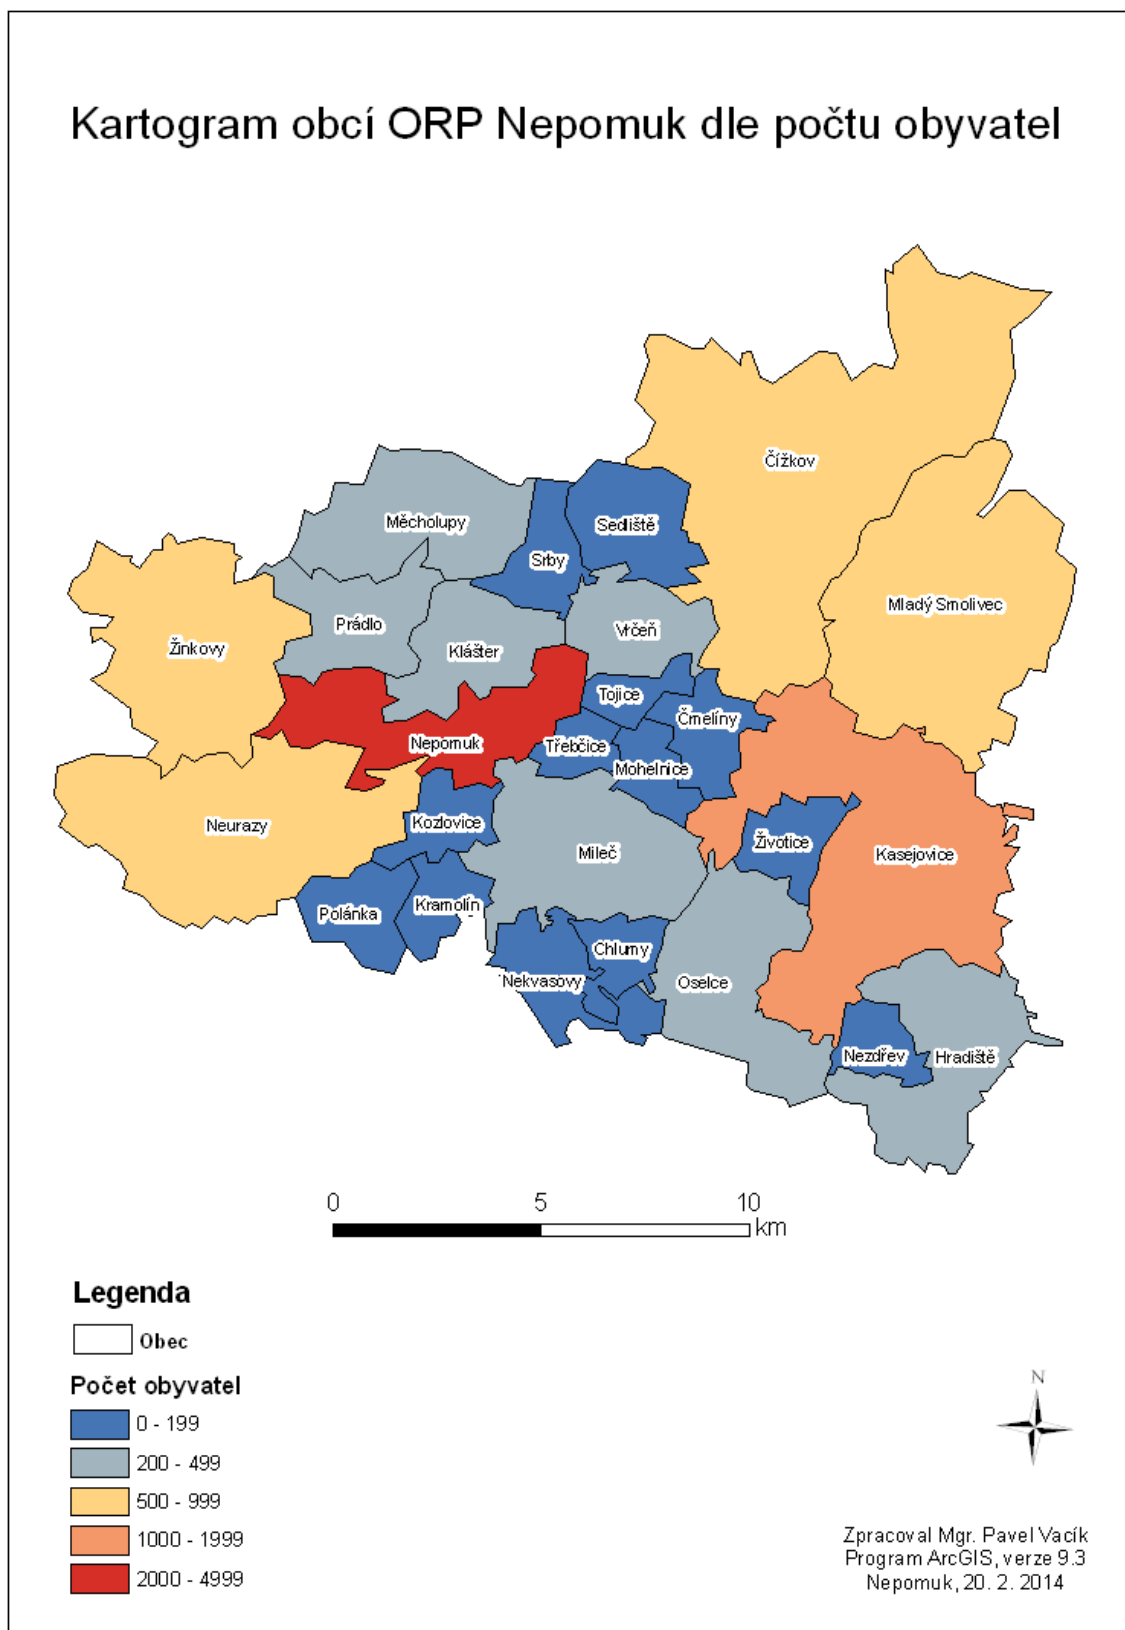 Kartogram obcí ORP Nepomuk dle počtu obyvatel
Čížkov
Měcholupy
Sedliště
Srby
Mladý Smolivec
Prádlo
Vrčeň
Žinkovy
Klášter
Tojice
Čmelíny
Nepomuk
Třebčice
Mohelnice
Neurazy
Kozlovice
Životice
Mileč
Kasejovice
Kramolín
Polánka
Chlumy
Nekvasovy
Oselce
Nezdřev
Hradiště
0 5 10
km
Legenda
Obec
Počet obyvatel
0 - 199
200 - 499
500 - 999
1000 - 1999
2000 - 4999
N
Zpracoval Mgr. Pavel Vacík
Program ArcGIS, verze 9.3
Nepomuk, 20. 2. 2014